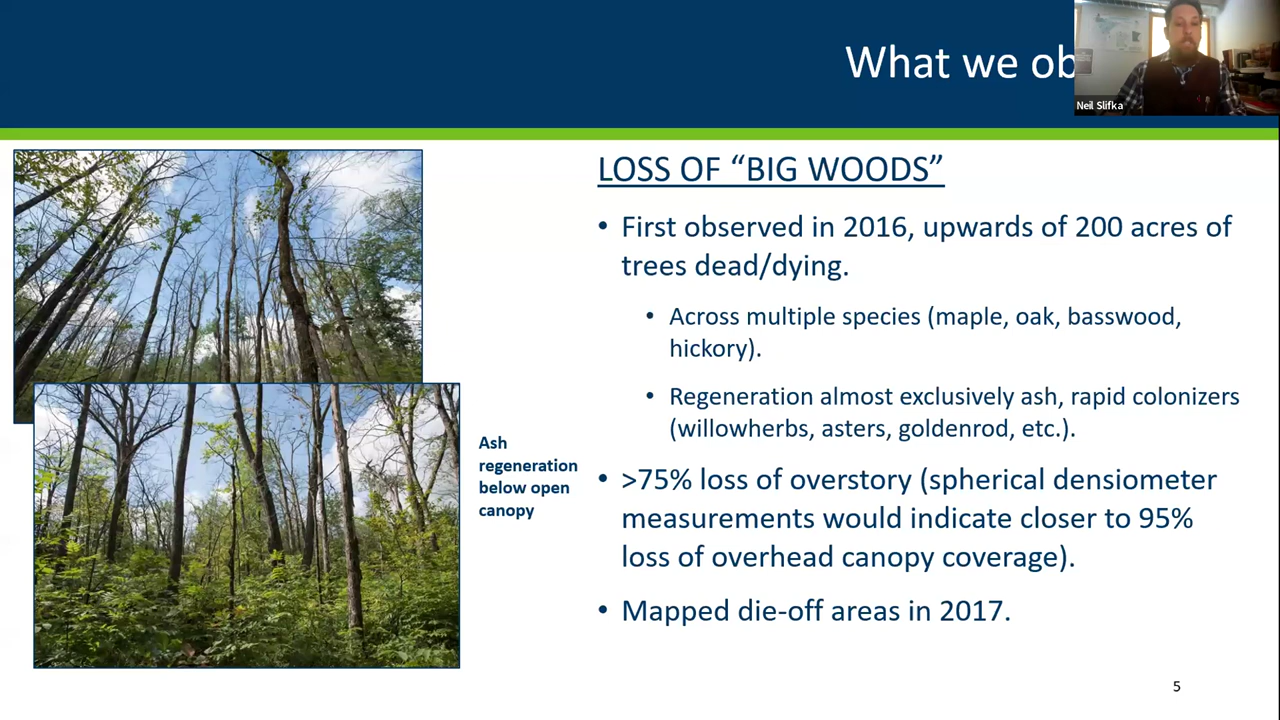 What we ob
Neil Slifka
LOSS OF “BIG WOODS”
• First observed in 2016, upwards of 200 acres of
trees dead/dying.
• Across multiple species (maple, oak, basswood,
hickory).
• Regeneration almost exclusively ash, rapid colonizers
(willowherbs, asters, goldenrod, etc.).
Ash
regeneration
below open
canopy
• >75% loss of overstory (spherical densiometer
measurements would indicate closer to 95%
loss of overhead canopy coverage).
• Mapped die-off areas in 2017.
5